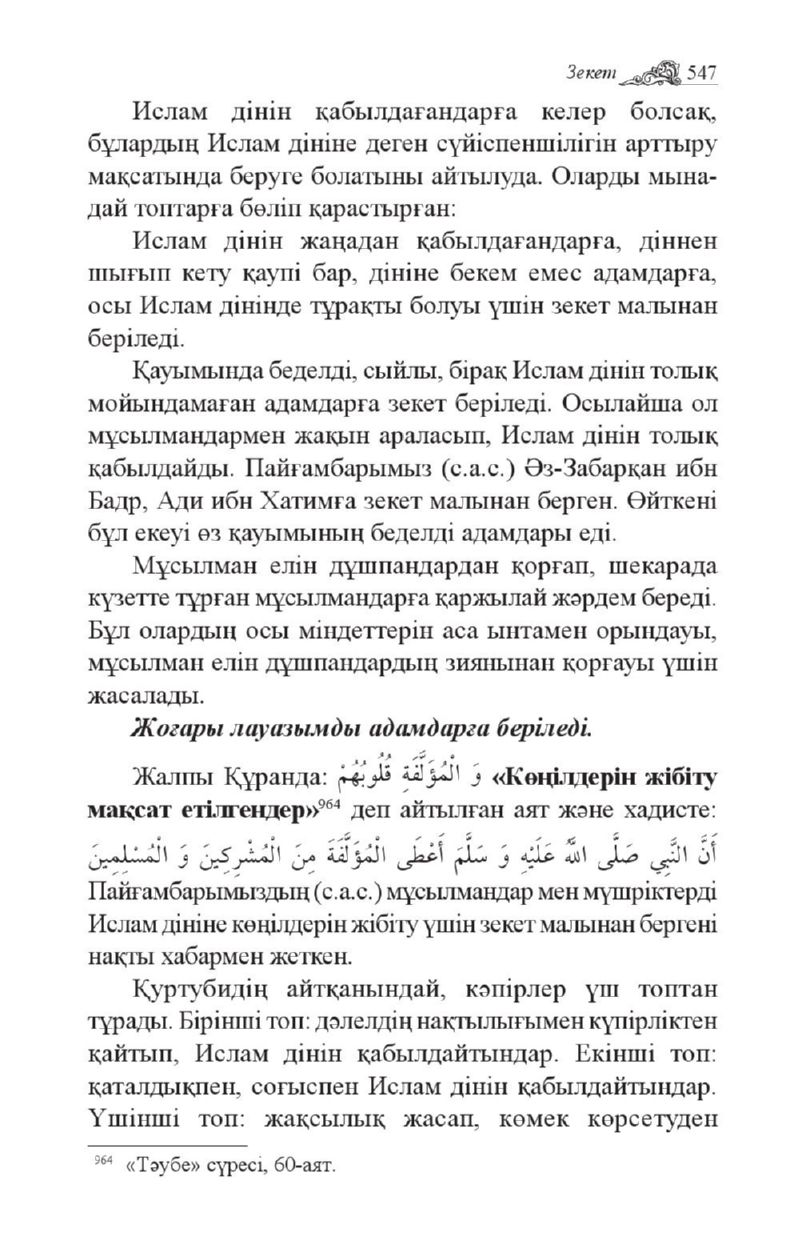 Зекет 547
Ислам дінін қабылдағандарға келер болсақ,
бұлардың Ислам дініне деген сүйіспеншілігін арттыру
мақсатында беруге болатыны айтылуда. Оларды мына-
дай топтарға бөліп қарастырған:
Ислам дінін жаңадан қабылдағандарға, діннен
шығып кету қаупі бар, дініне бекем емес адамдарға,
осы Ислам дінінде тұрақты болуы үшін зекет малынан
беріледі.
Қауымында беделді, сыйлы, бірақ Ислам дінін толық
мойындамаған адамдарға зекет беріледі. Осылайша ол
мұсылмандармен жақын араласып, Ислам дінін толық
қабылдайды. Пайғамбарымыз (с.а.с.) Әз-Забарқан ибн
Бадр, Ади ибн Хатимға зекет малынан берген. Өйткені
бұл екеуі өз қауымының беделді адамдары еді.
Мұсылман елін дұшпандардан қорғап, шекарада
күзетте тұрған мұсылмандарға қаржылай жәрдем береді.
Бұл олардың осы міндеттерін аса ынтамен орындауы,
мұсылман елін дұшпандардың зиянынан қорғауы үшін
жасалады.
Жоғары лауазымды адамдарға беріледі.
Жалпы Құранда: وَ الْمُؤَلَّفَةِ قُلُوبُهُمْ «Көңілдерін жібіту
мақсат етілгендер»⁹⁶⁴ деп айтылған аят және хадисте:
أَنَّ النَّبِي صَلَّى اللهُ عَلَيْهِ وَ سَلَّمَ أَعْطَى الْمُؤَلَّفَةَ مِنَ الْمُشْرِكِينَ وَ الْمُسْلِمِينَ
Пайғамбарымыздың (с.а.с.) мұсылмандар мен мүшріктерді
Ислам дініне көңілдерін жібіту үшін зекет малынан бергені
нақты хабармен жеткен.
Қуртубидің айтқанындай, кәпірлер үш топтан
тұрады. Бірінші топ: дәлелдің нақтылығымен күпірліктен
қайтып, Ислам дінін қабылдайтындар. Екінші топ:
қаталдықпен, соғыспен Ислам дінін қабылдайтындар.
Үшінші топ: жақсылық жасап, көмек көрсетуден
⁹⁶⁴ «Тәубе» сүресі, 60-аят.